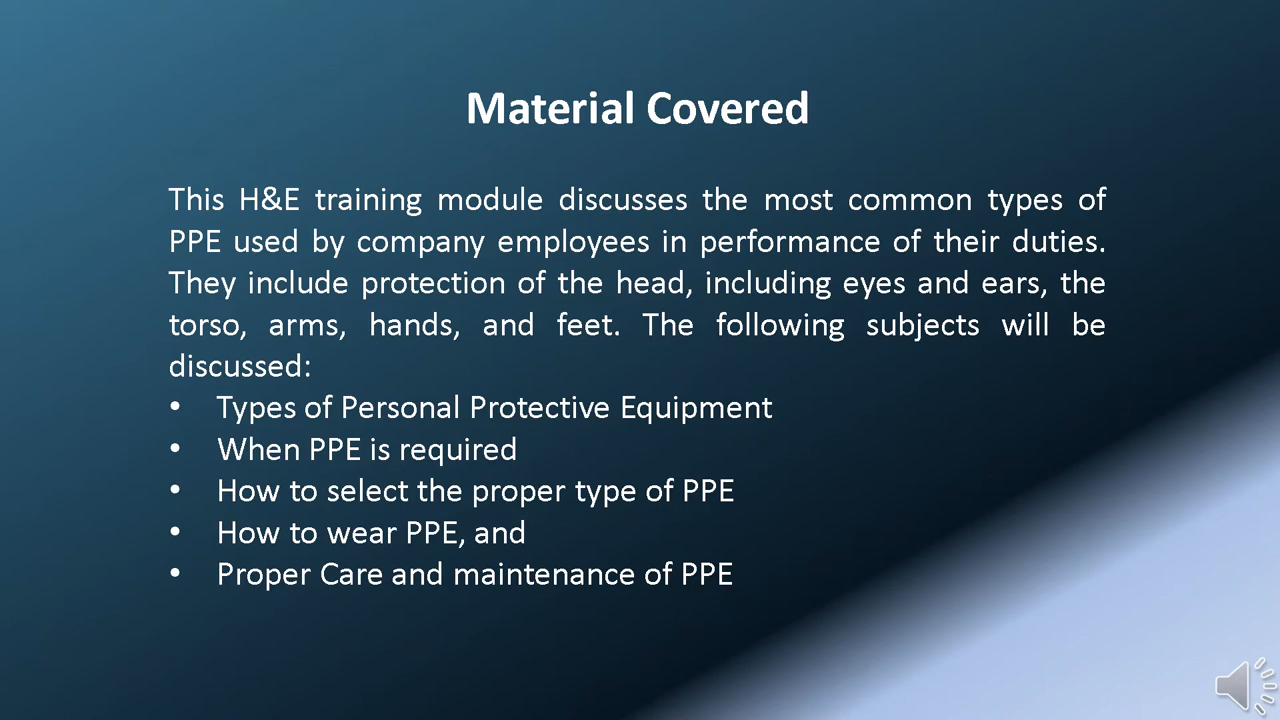 Material Covered
This H&E training module discusses the most common types of
PPE used by company employees in performance of their duties.
They include protection of the head, including eyes and ears, the
torso, arms, hands, and feet. The following subjects will be
discussed:
• Types of Personal Protective Equipment
• When PPE is required
• How to select the proper type of PPE
• How to wear PPE, and
• Proper Care and maintenance of PPE